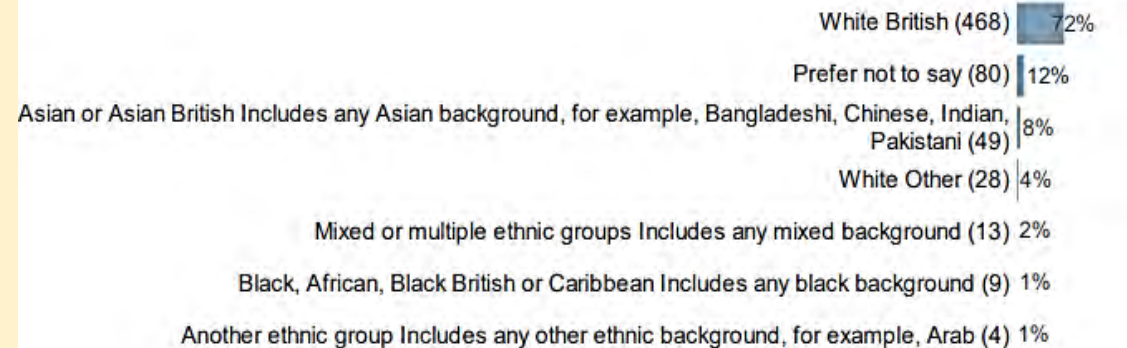 White British (468) 72%
Prefer not to say (80) 12%
Asian or Asian British Includes any Asian background, for example, Bangladeshi, Chinese, Indian,
Pakistani (49) 8%
White Other (28) 4%
Mixed or multiple ethnic groups Includes any mixed background (13) 2%
Black, African, Black British or Caribbean Includes any black background (9) 1%
Another ethnic group Includes any other ethnic background, for example, Arab (4) 1%